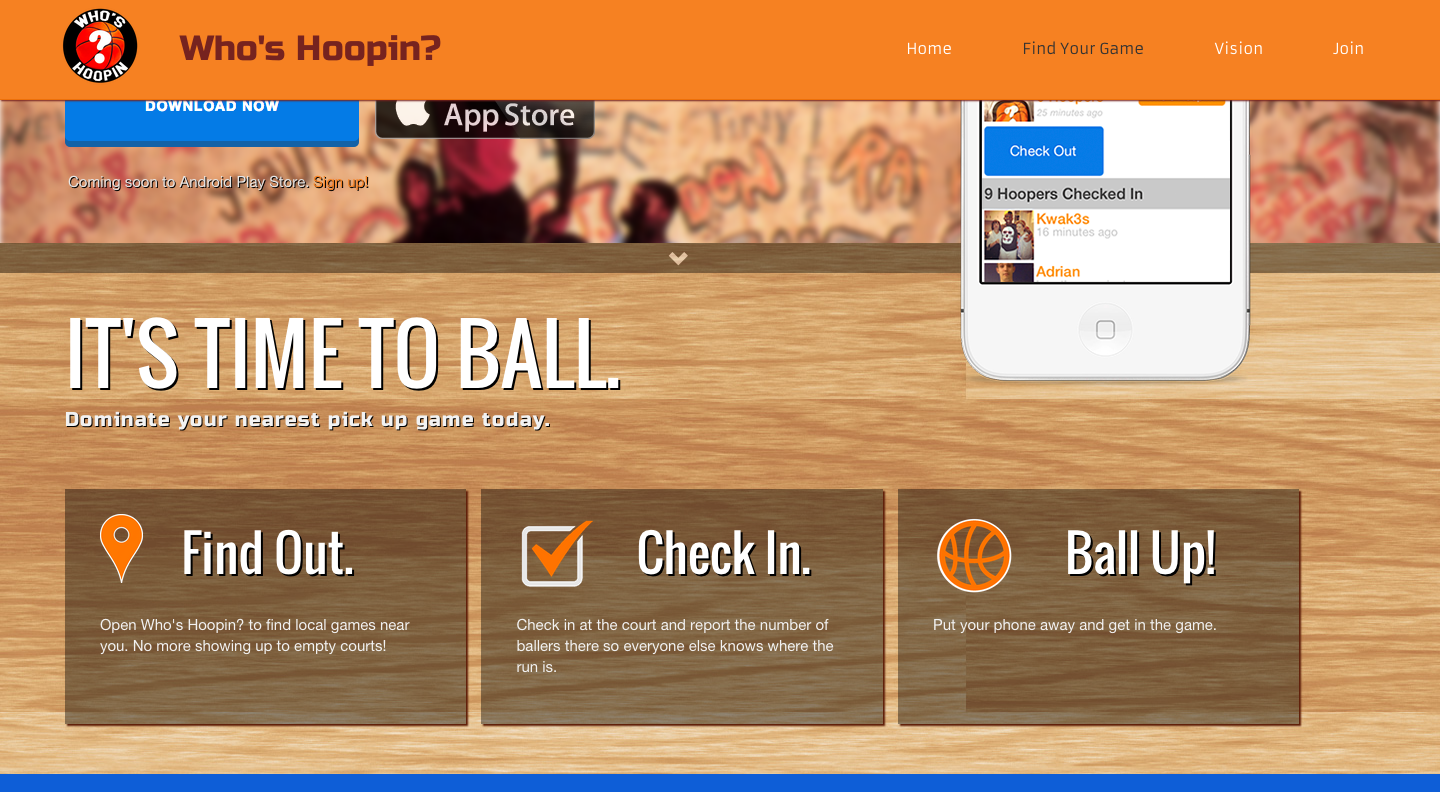 WHO'S
HOOPIN
Who's Hoopin?
Home
Find Your Game
Vision
Join
DOWNLOAD NOW
App Store
Coming soon to Android Play Store. Sign up!
J.DU
TINY
DON
25 minutes ago
Check Out
9 Hoopers Checked In
Kwak3s
16 minutes ago
Adrian
IT'S TIME TO BALL.
Dominate your nearest pick up game today.
Find Out.
Open Who's Hoopin? to find local games near
you. No more showing up to empty courts!
Check In.
Check in at the court and report the number of
ballers there so everyone else knows where the
run is.
Ball Up!
Put your phone away and get in the game.